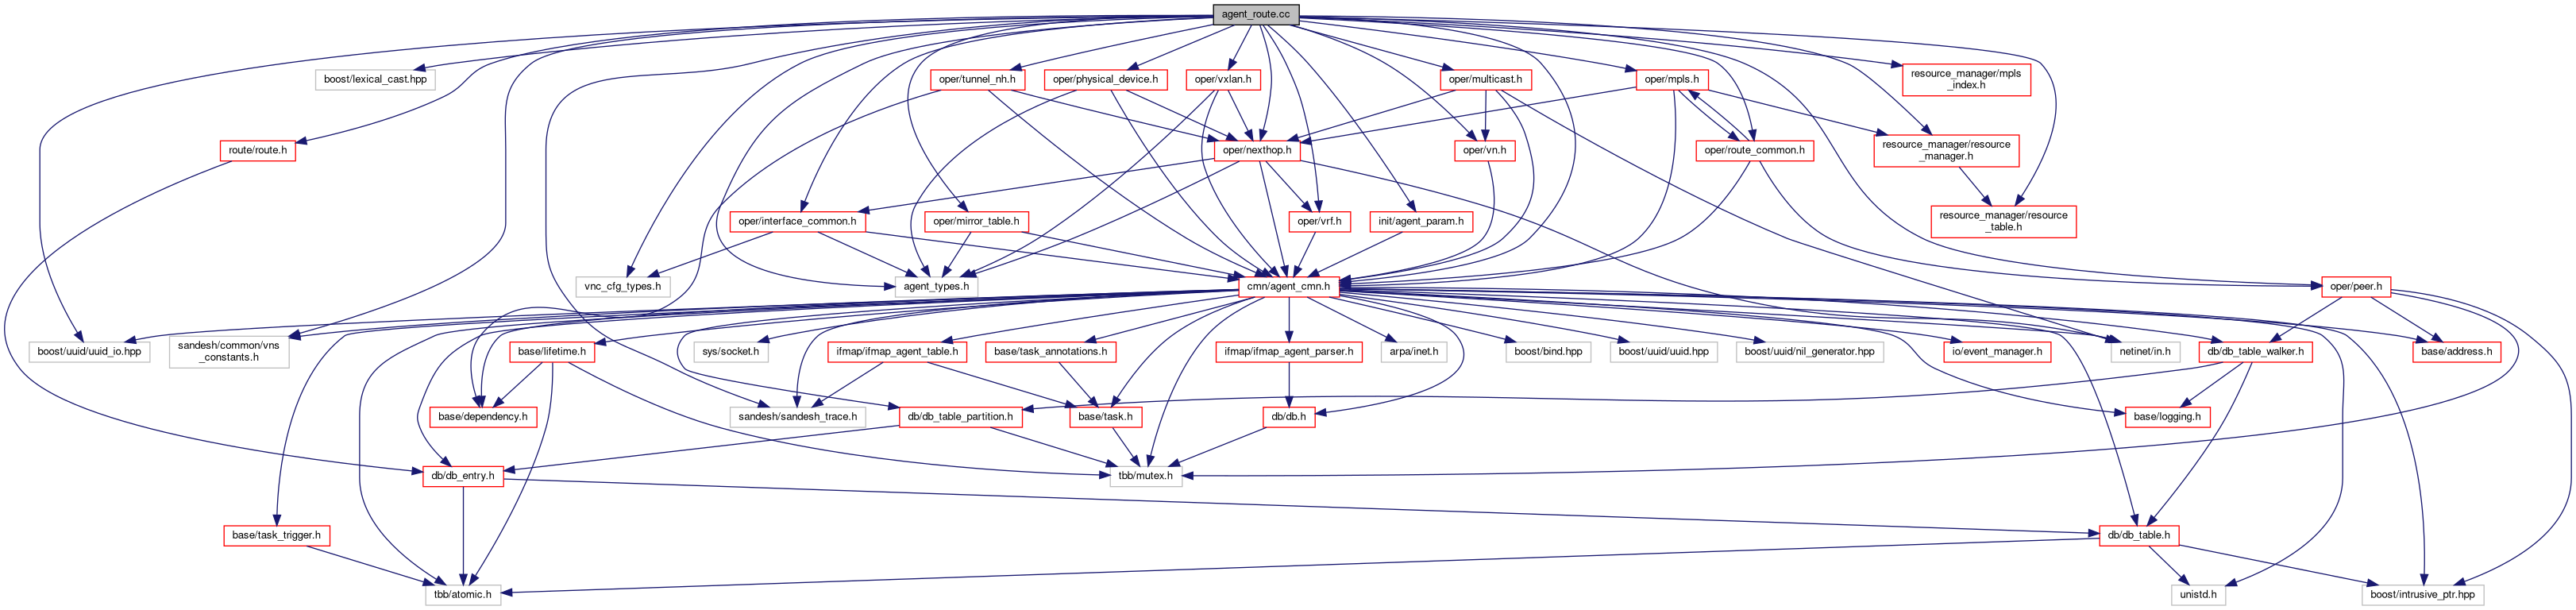 agent_route.cc
boost/lexical_cast.hpp
oper/tunnel_nh.h
oper/physical_device.h
oper/vxlan.h
oper/multicast.h
oper/mpls.h
resource_manager/mpls
_index.h
route/route.h
oper/nexthop.h
oper/vn.h
oper/route_common.h
resource_manager/resource
_manager.h
oper/interface_common.h
oper/mirror_table.h
oper/vrf.h
init/agent_param.h
resource_manager/resource
_table.h
vnc_cfg_types.h
agent_types.h
cmn/agent_cmn.h
oper/peer.h
boost/uuid/uuid_io.hpp
sandesh/common/vns
_constants.h
base/lifetime.h
sys/socket.h
ifmap/ifmap_agent_table.h
base/task_annotations.h
ifmap/ifmap_agent_parser.h
arpa/inet.h
boost/bind.hpp
boost/uuid/uuid.hpp
boost/uuid/nil_generator.hpp
io/event_manager.h
netinet/in.h
db/db_table_walker.h
base/address.h
base/dependency.h
sandesh/sandesh_trace.h
db/db_table_partition.h
base/task.h
db/db.h
base/logging.h
db/db_entry.h
tbb/mutex.h
base/task_trigger.h
db/db_table.h
tbb/atomic.h
unistd.h
boost/intrusive_ptr.hpp